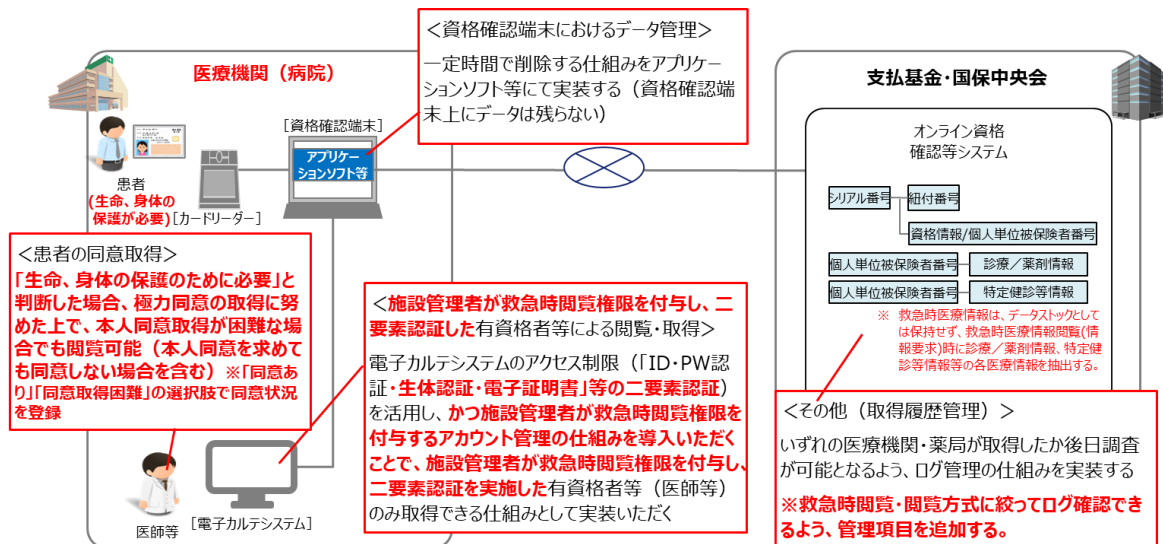 医療機関（病院）
患者
(生命、身体の
保護が必要)
[カードリーダー]
[資格確認端末]
アプリケー
ションソフト等
＜資格確認端末におけるデータ管理＞
一定時間で削除する仕組みをアプリケー
ションソフト等にて実装する（資格確認端
末上にデータは残らない）
＜患者の同意取得＞
「生命、身体の保護のために必要」と
判断した場合、極力同意の取得に努
めた上で、本人同意取得が困難な場
合でも閲覧可能（本人同意を求めて
も同意しない場合を含む）※「同意あ
り」「同意取得困難」の選択肢で同意状況
を登録
医師等
[電子カルテシステム]
＜施設管理者が救急時閲覧権限を付与し、二
要素認証した有資格者等による閲覧・取得＞
電子カルテシステムのアクセス制限（「ID・PW認
証・生体認証・電子証明書」等の二要素認証）
を活用し、かつ施設管理者が救急時閲覧権限を
付与するアカウント管理の仕組みを導入いただく
ことで、施設管理者が救急時閲覧権限を付与し、
二要素認証を実施した有資格者等（医師等）
のみ取得できる仕組みとして実装いただく
支払基金・国保中央会
オンライン資格
確認等システム
シリアル番号
紐付番号
資格情報/個人単位被保険者番号
個人単位被保険者番号
診療／薬剤情報
個人単位被保険者番号
特定健診等情報
※ 救急時医療情報は、データストックとして
は保持せず、救急時医療情報閲覧(情
報要求)時に診療／薬剤情報、特定健
診等情報等の各医療情報を抽出する。
＜その他（取得履歴管理）＞
いずれの医療機関・薬局が取得したか後日調査
が可能となるよう、ログ管理の仕組みを実装する
※救急時閲覧・閲覧方式に絞ってログ確認でき
るよう、管理項目を追加する。